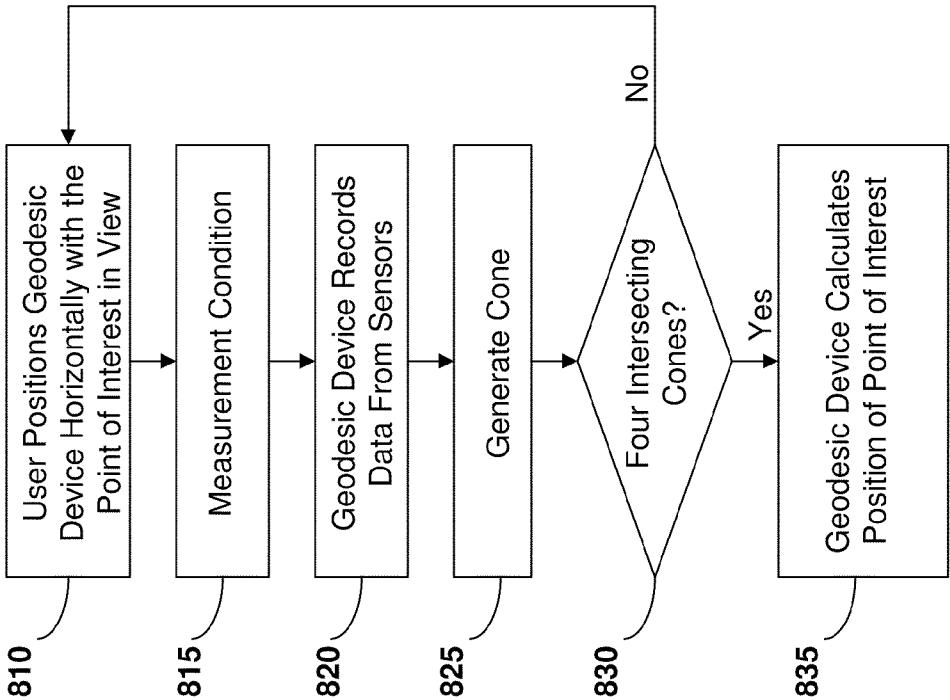 810
User Positions Geodesic
Device Horizontally with the
Point of Interest in View
815
Measurement Condition
820
Geodesic Device Records
Data From Sensors
825
Generate Cone
830
Four Intersecting
Cones?
No
Yes
835
Geodesic Device Calculates
Position of Point of Interest